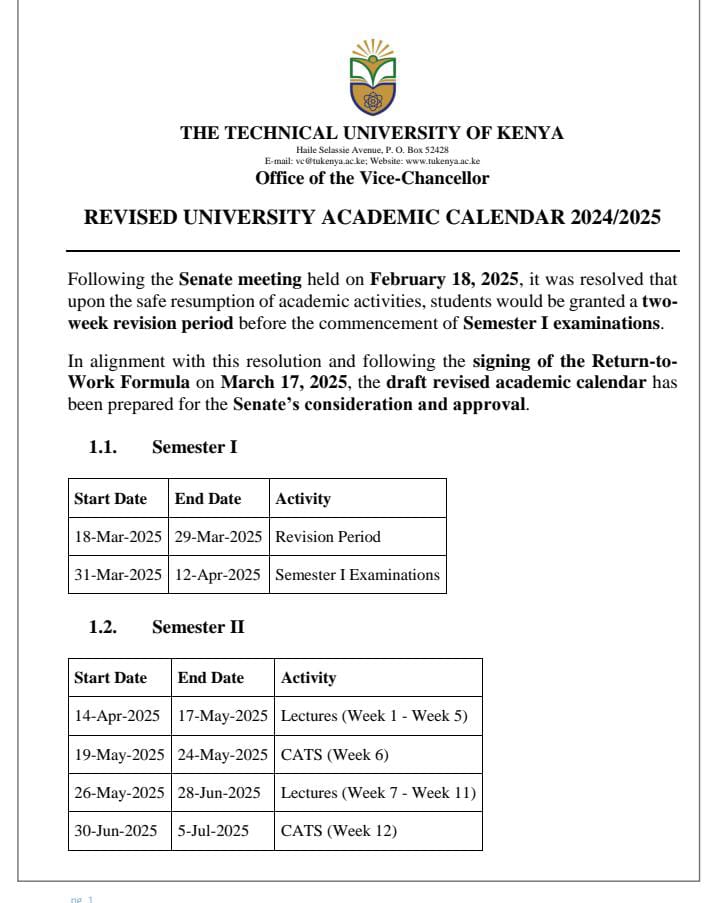 THE TECHNICAL UNIVERSITY OF KENYA
Haile Selassie Avenue, P. O. Box 52428
E-mail: vc@tukenya.ac.ke; Website: www.tukenya.ac.ke
Office of the Vice-Chancellor
REVISED UNIVERSITY ACADEMIC CALENDAR 2024/2025
Following the Senate meeting held on February 18, 2025, it was resolved that
upon the safe resumption of academic activities, students would be granted a two-
week revision period before the commencement of Semester I examinations.
In alignment with this resolution and following the signing of the Return-to-
Work Formula on March 17, 2025, the draft revised academic calendar has
been prepared for the Senate’s consideration and approval.
1.1. Semester I
Start Date End Date Activity
18-Mar-2025 29-Mar-2025 Revision Period
31-Mar-2025 12-Apr-2025 Semester I Examinations
1.2. Semester II
Start Date End Date Activity
14-Apr-2025 17-May-2025 Lectures (Week 1 - Week 5)
19-May-2025 24-May-2025 CATS (Week 6)
26-May-2025 28-Jun-2025 Lectures (Week 7 - Week 11)
30-Jun-2025 5-Jul-2025 CATS (Week 12)
pg. 1